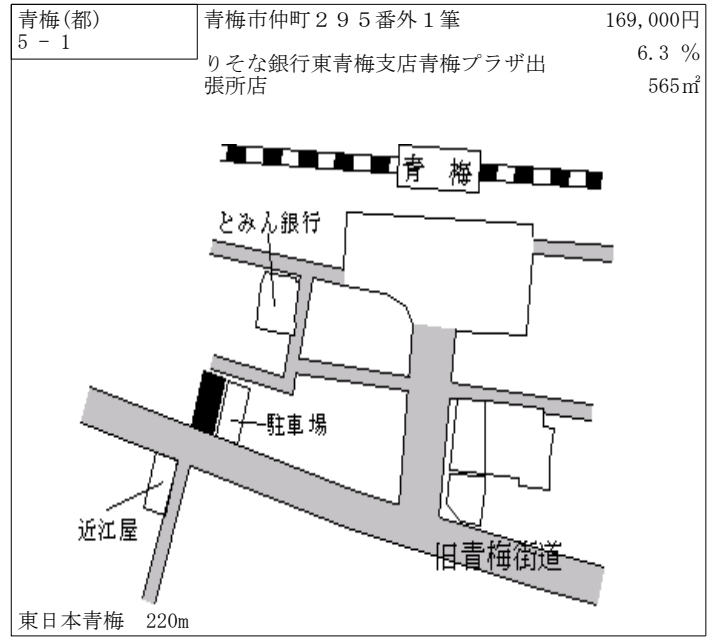 青梅(都)
5 － 1
青梅市仲町２９５番外１筆
169,000円
りそな銀行東青梅支店青梅プラザ出
張所店
6.3 %
565㎡
青 梅
とみん銀行
駐車場
近江屋
旧青梅街道
東日本青梅 220m